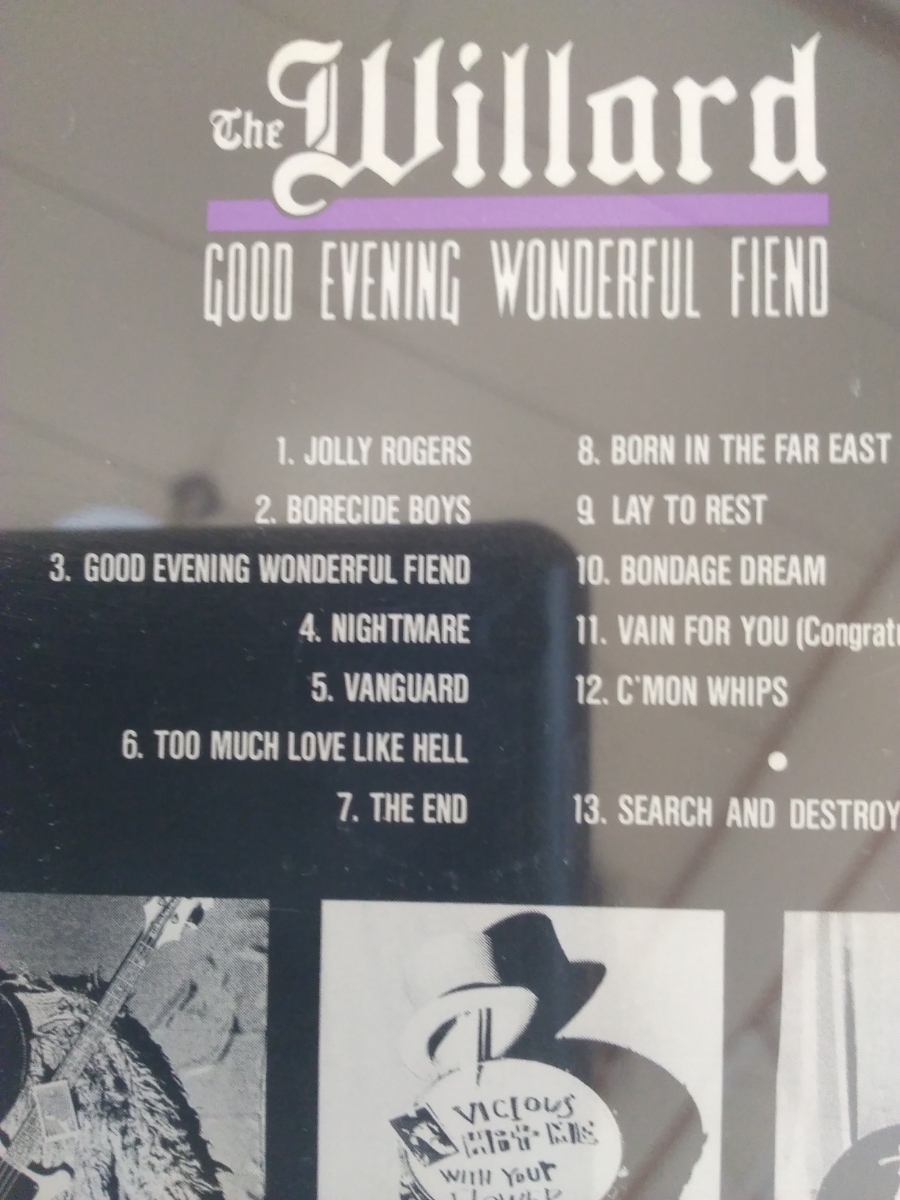 The Willard
GOOD EVENING WONDERFUL FIEND
1. JOLLY ROGERS
2. BORECIDE BOYS
3. GOOD EVENING WONDERFUL FIEND
4. NIGHTMARE
5. VANGUARD
6. TOO MUCH LOVE LIKE HELL
7. THE END
8. BORN IN THE FAR EAST
9. LAY TO REST
10. BONDAGE DREAM
11. VAIN FOR YOU (Congrat
12. C'MON WHIPS
•
13. SEARCH AND DESTROY
VICIOUS
WITH YOUR